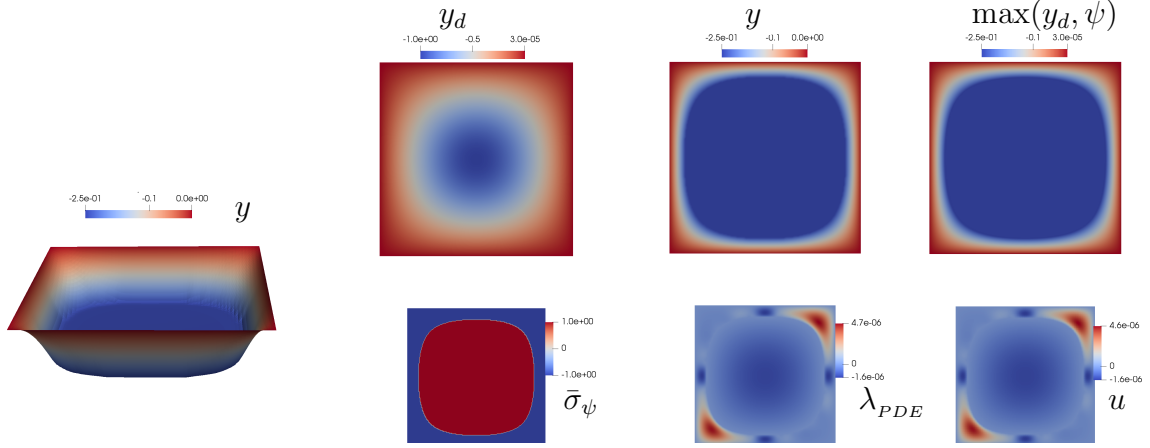 y_d
-1.0e+00 -0.5 3.0e-05
y
-2.5e-01 -0.1 0.0e+00
max(y_d, ψ)
-2.5e-01 -0.1 3.0e-05
-2.5e-01 -0.1 0.0e+00
y
1.0e+00
0
-1.0e+00
σ̄_ψ
4.7e-06
0
-1.6e-06
λ_PDE
4.6e-06
0
-1.6e-06
u